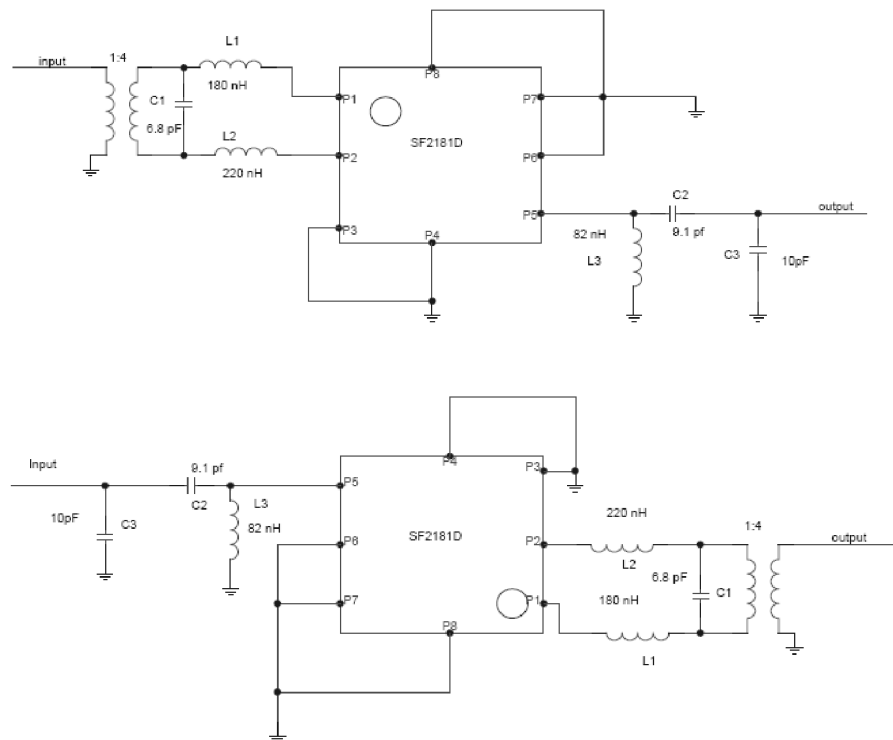 input
1:4
L1
180 nH
C1
6.8 pF
L2
220 nH
P8
P1
P7
SF2181D
P2
P6
P3
P4
P5
C2
9.1 pf
output
82 nH
L3
C3
10pF
Input
9.1 pf
C2
10pF
C3
L3
82 nH
P4
P3
P5
SF2181D
P6
P2
P7
P1
P8
220 nH
L2
1:4
output
6.8 pF
C1
180 nH
L1